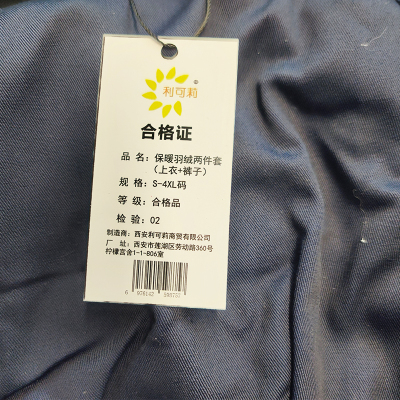 利可莉®
合格证
品 名：保暖羽绒两件套
（上衣+裤子）
规 格：S-4XL码
等 级：合格品
检 验：02
制造商：西安利可莉商贸有限公司
厂 址：西安市莲湖区劳动路360号
柠檬宫舍1-1-806室